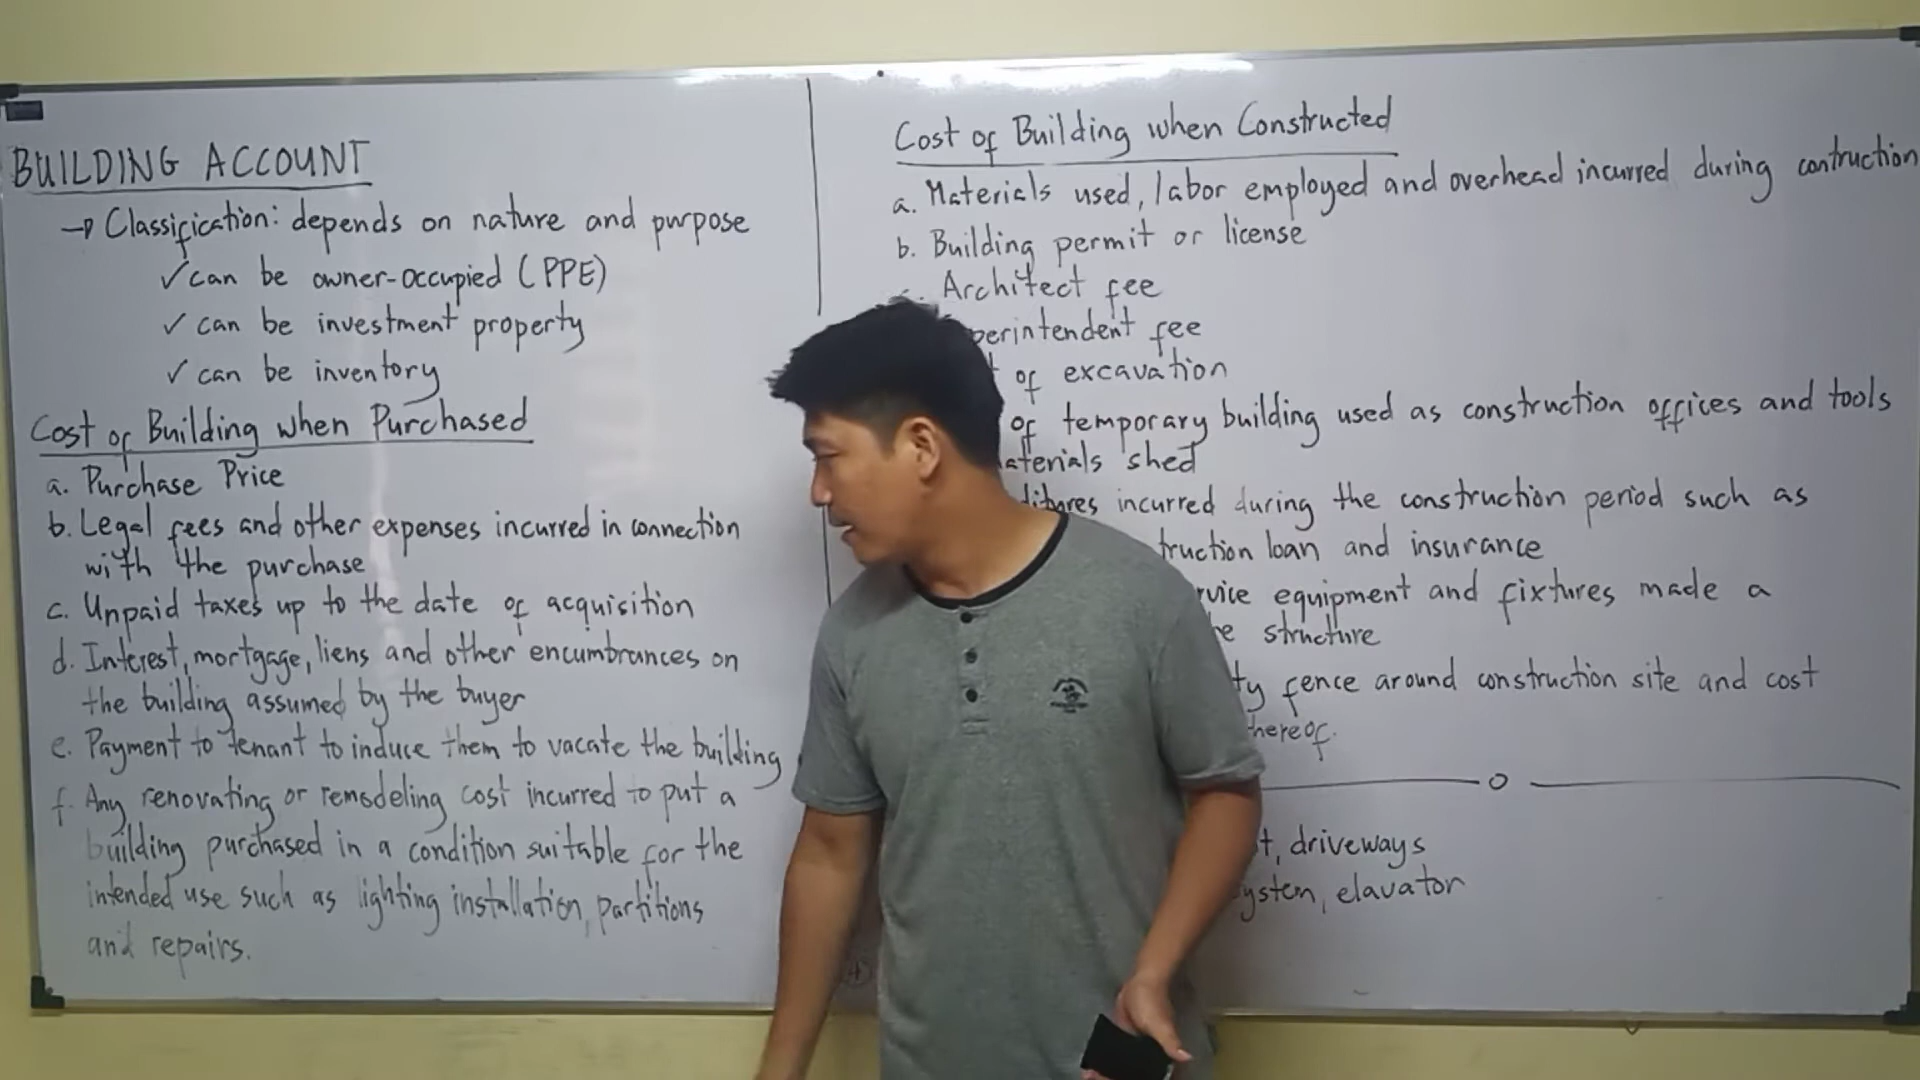 BUILDING ACCOUNT
→ Classification: depends on nature and purpose
✓ can be owner-occupied (PPE)
✓ can be investment property
✓ can be inventory
Cost of Building when Purchased
a. Purchase Price
b. Legal fees and other expenses incurred in connection
with the purchase
c. Unpaid taxes up to the date of acquisition
d. Interest, mortgage, liens and other encumbrances on
the building assumed by the buyer
e. Payment to tenant to induce them to vacate the building
f. Any renovating or remodeling cost incurred to put a
building purchased in a condition suitable for the
intended use such as lighting installation, partitions
and repairs.
Cost of Building when Constructed
a. Materials used, labor employed and overhead incurred during contruction
b. Building permit or license
Architect fee
perintendent fee
of excavation
of temporary building used as construction offices and tools
aterials shed
ditures incurred during the construction period such as
truction loan and insurance
rvice equipment and fixtures made a
e structure
ty fence around construction site and cost
hereof.
t, driveways
ystem, elavator